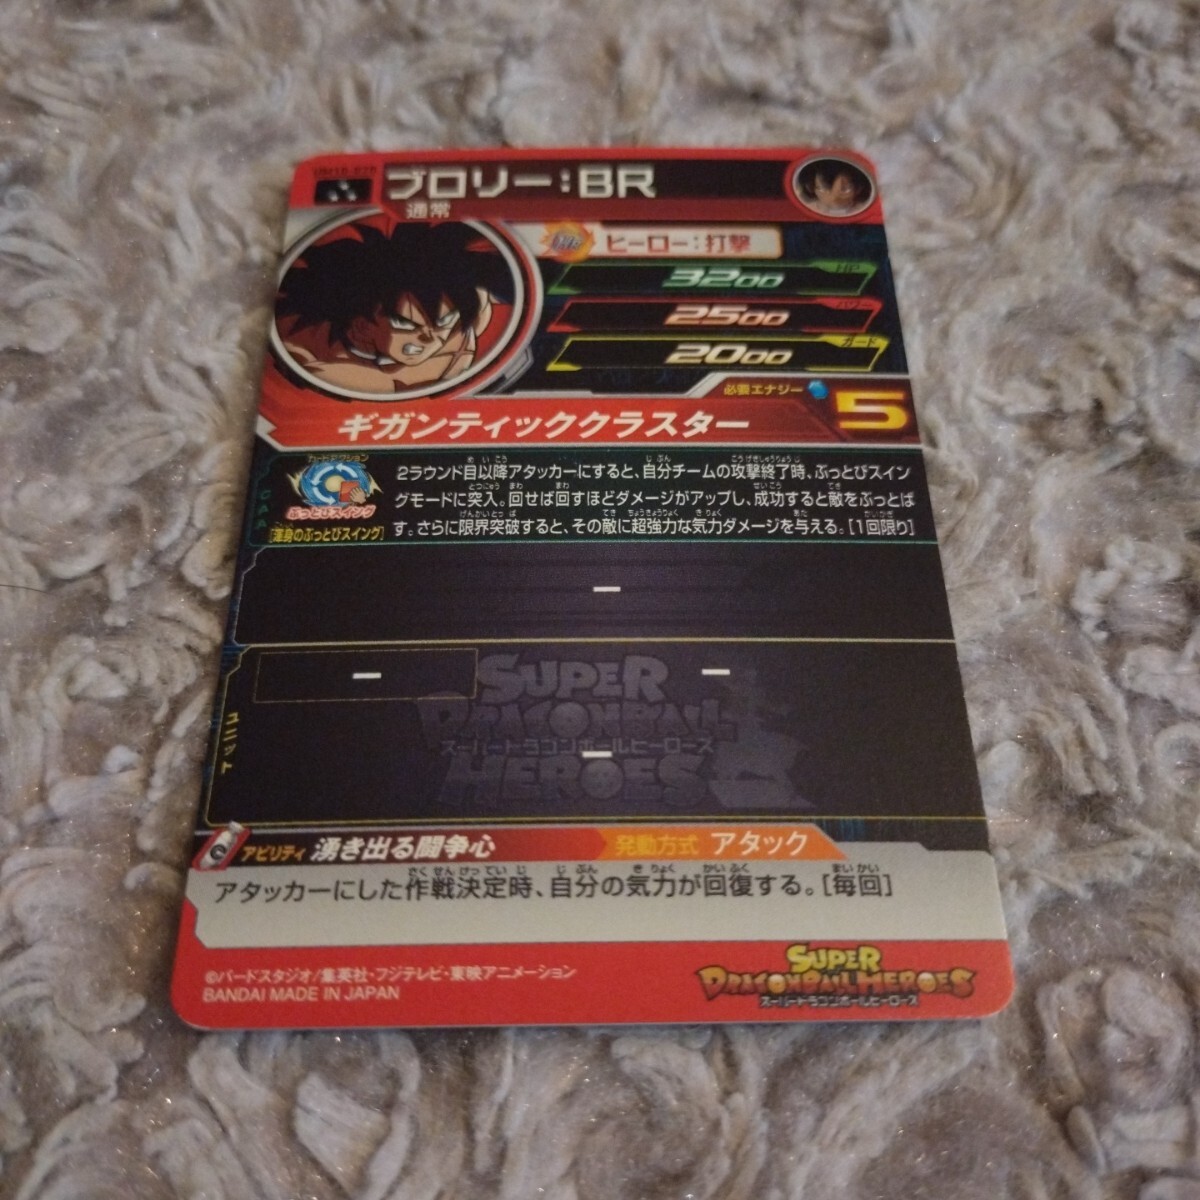 ブロリー:BR
通常
超 ヒーロー:打撃
3200 HP
2500 パワー
2000 ガード
必要エナジー 5
ギガンティッククラスター
CAA
カードアクション
ぶっとびスイング
[渾身のぶっとびスイング]
2ラウンド目以降アタッカーにすると、自分チームの攻撃終了時、ぶっとびスイン
グモードに突入。回せば回すほどダメージがアップし、成功すると敵をぶっとば
す。さらに限界突破すると、その敵に超強力な気力ダメージを与える。[1回限り]
ー
ユニット
ー ー
ー
SUPER
DRAGONBALL
スーパードラゴンボールヒーローズ
HEROES
アビリティ 湧き出る闘争心 発動方式 アタック
アタッカーにした作戦決定時、自分の気力が回復する。[毎回]
©バードスタジオ/集英社・フジテレビ・東映アニメーション
BANDAI MADE IN JAPAN
SUPER
DRAGONBALL HEROES
スーパードラゴンボールヒーローズ